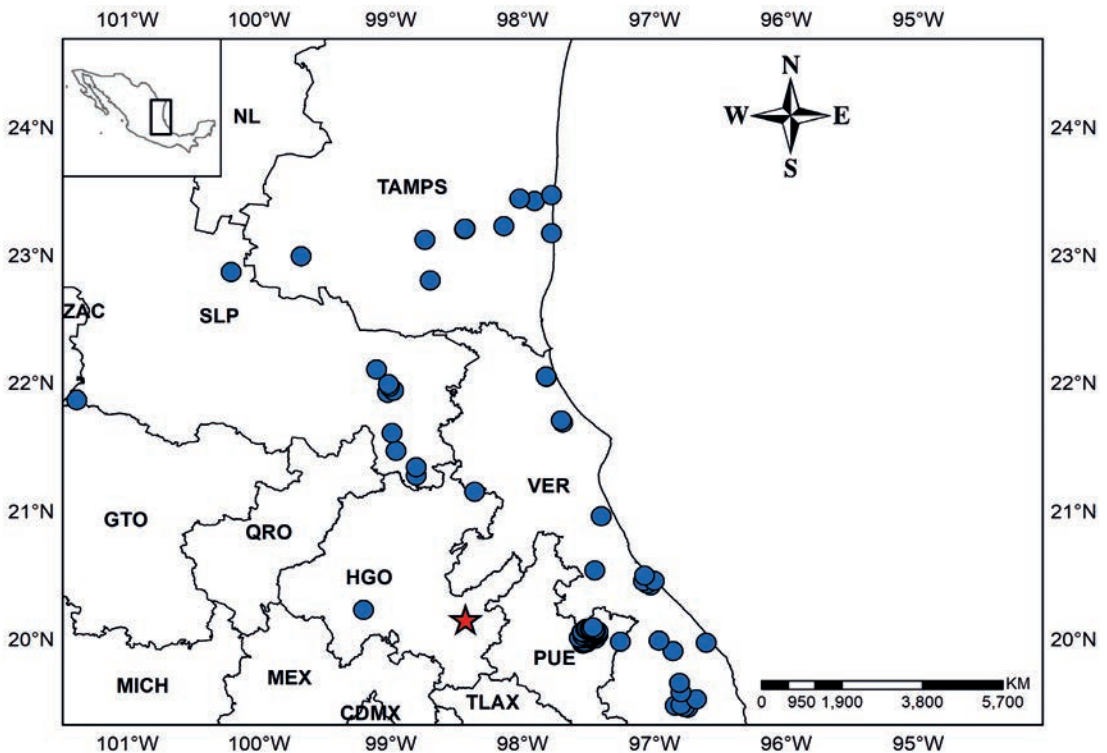 101°W 100°W 99°W 98°W 97°W 96°W 95°W
N
W E
S
NL
24°N 24°N
TAMPS
23°N 23°N
ZAC
SLP
22°N 22°N
VER
21°N 21°N
GTO
QRO
HGO
20°N 20°N
PUE
MICH
MEX
TLAX
CDMX
KM
0 950 1,900 3,800 5,700
101°W 100°W 99°W 98°W 97°W 96°W 95°W